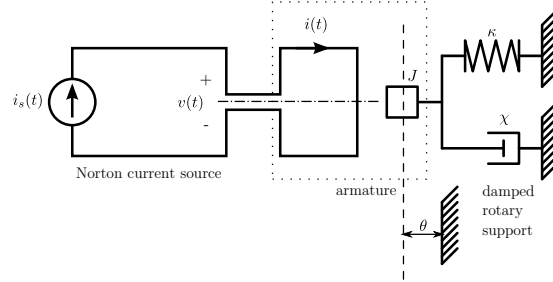 i(t)
κ
J
+
i_s(t)
v(t)
-
χ
Norton current source
armature
damped
rotary
support
θ